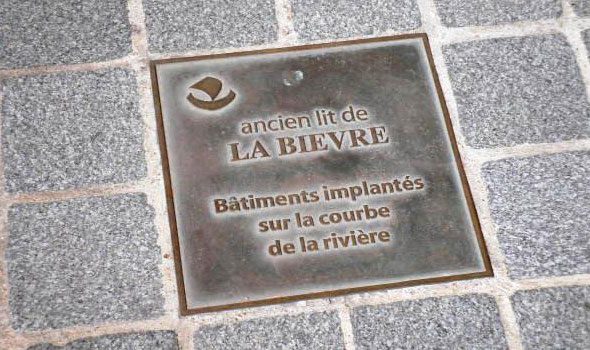 ancien lit de
LA BIEVRE
Bâtiments implantés
sur la courbe
de la rivière